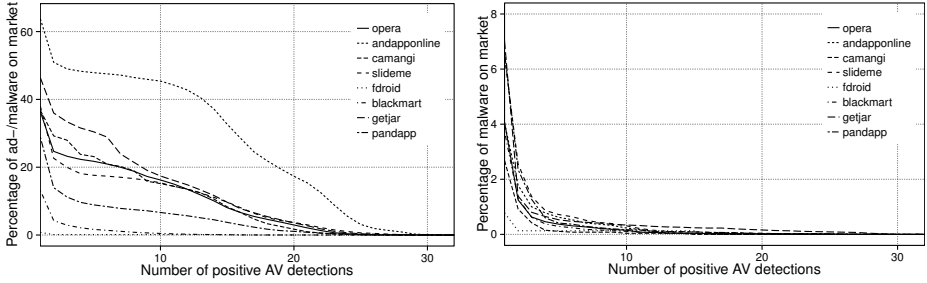 Percentage of ad−/malware on market
60
40
20
0
10
20
30
Number of positive AV detections
opera
andapponline
camangi
slideme
fdroid
blackmart
getjar
pandapp
Percentage of malware on market
8
6
4
2
0
10
20
30
Number of positive AV detections
opera
andapponline
camangi
slideme
fdroid
blackmart
getjar
pandapp